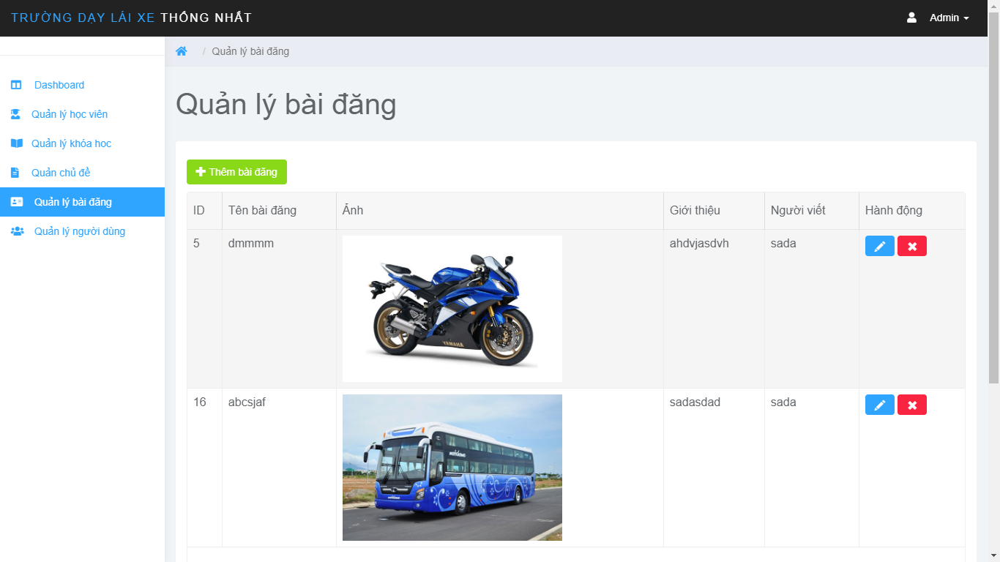 TRƯỜNG DẠY LÁI XE THỐNG NHẤT
Admin
Quản lý bài đăng
Dashboard
Quản lý học viên
Quản lý khóa học
Quản chủ đề
Quản lý bài đăng
Quản lý người dùng
Quản lý bài đăng
Thêm bài đăng
ID Tên bài đăng Ảnh Giới thiệu Người viết Hành động
5 dmmmm ahdvjasdvh sada
YAMAHA
16 abcsjaf sadasdad sada